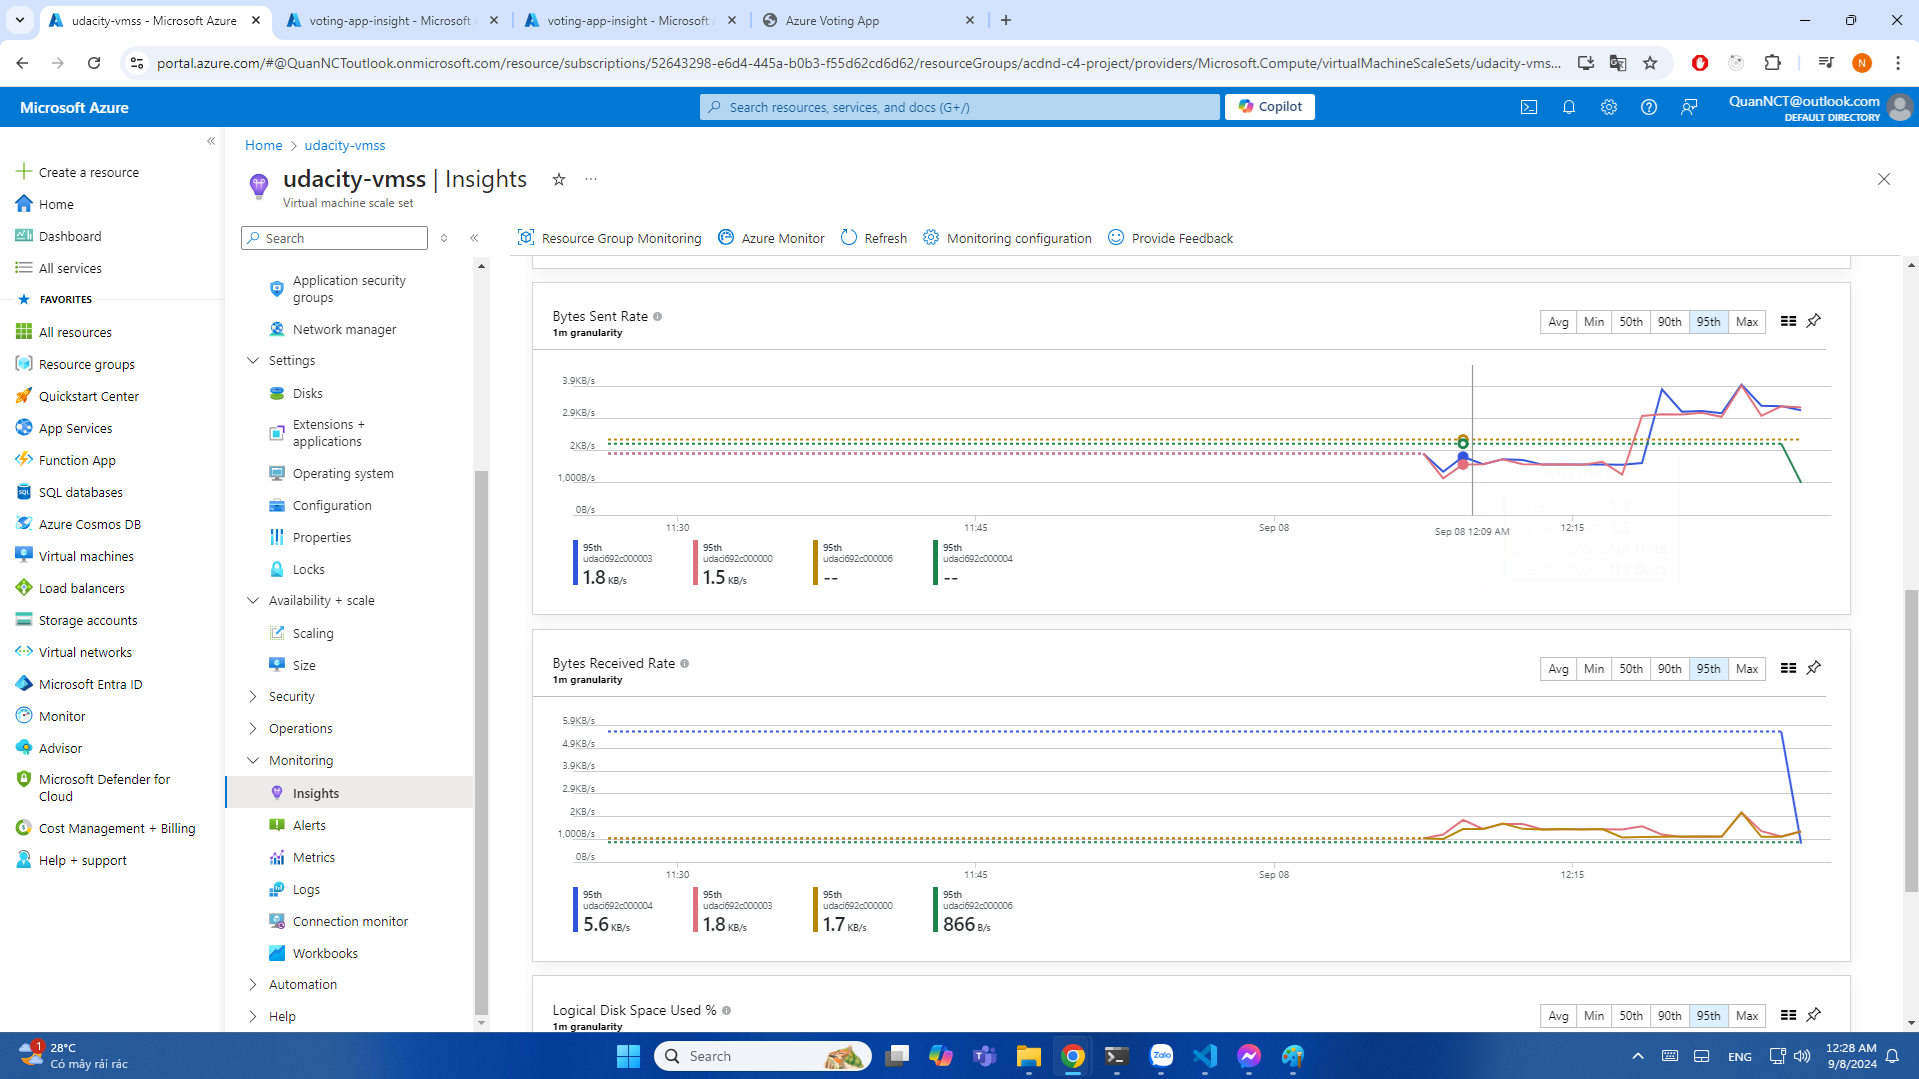 udacity-vmss - Microsoft Azure
voting-app-insight - Microsoft
voting-app-insight - Microsoft
Azure Voting App
portal.azure.com/#@QuanNCToutlook.onmicrosoft.com/resource/subscriptions/52643298-e6d4-445a-b0b3-f55d62cd6d62/resourceGroups/acdnd-c4-project/providers/Microsoft.Compute/virtualMachineScaleSets/udacity-vms...
N
Microsoft Azure
Search resources, services, and docs (G+/)
Copilot
QuanNCT@outlook.com
DEFAULT DIRECTORY
Create a resource
Home
Dashboard
All services
FAVORITES
All resources
Resource groups
Quickstart Center
App Services
Function App
SQL databases
Azure Cosmos DB
Virtual machines
Load balancers
Storage accounts
Virtual networks
Microsoft Entra ID
Monitor
Advisor
Microsoft Defender for
Cloud
Cost Management + Billing
Help + support
Home > udacity-vmss
udacity-vmss | Insights
Virtual machine scale set
Search
Application security
groups
Network manager
Settings
Disks
Extensions +
applications
Operating system
Configuration
Properties
Locks
Availability + scale
Scaling
Size
Security
Operations
Monitoring
Insights
Alerts
Metrics
Logs
Connection monitor
Workbooks
Automation
Help
Resource Group Monitoring
Azure Monitor
Refresh
Monitoring configuration
Provide Feedback
Bytes Sent Rate
1m granularity
Avg Min 50th 90th 95th Max
3.9KB/s
2.9KB/s
2KB/s
1,000B/s
0B/s
11:30 11:45 Sep 08 Sep 08 12:09 AM 12:15
95th
udaci692c000003
1.8 KB/s
95th
udaci692c000000
1.5 KB/s
95th
udaci692c000006
--
95th
udaci692c000004
--
No Data
No Data
Bytes Received Rate
1m granularity
Avg Min 50th 90th 95th Max
5.9KB/s
4.9KB/s
3.9KB/s
2.9KB/s
2KB/s
1,000B/s
0B/s
11:30 11:45 Sep 08 12:15
95th
udaci692c000004
5.6 KB/s
95th
udaci692c000003
1.8 KB/s
95th
udaci692c000000
1.7 KB/s
95th
udaci692c000006
866 B/s
Logical Disk Space Used %
1m granularity
Avg Min 50th 90th 95th Max
1
28°C
Có mây rải rác
Search
Zalo
ENG
12:28 AM
9/8/2024